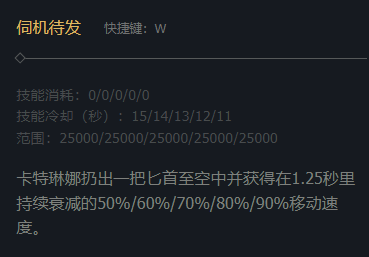 伺机待发 快捷键：W
技能消耗：0/0/0/0/0
技能冷却（秒）：15/14/13/12/11
范围：25000/25000/25000/25000/25000
卡特琳娜扔出一把匕首至空中并获得在1.25秒里
持续衰减的50%/60%/70%/80%/90%移动速
度。